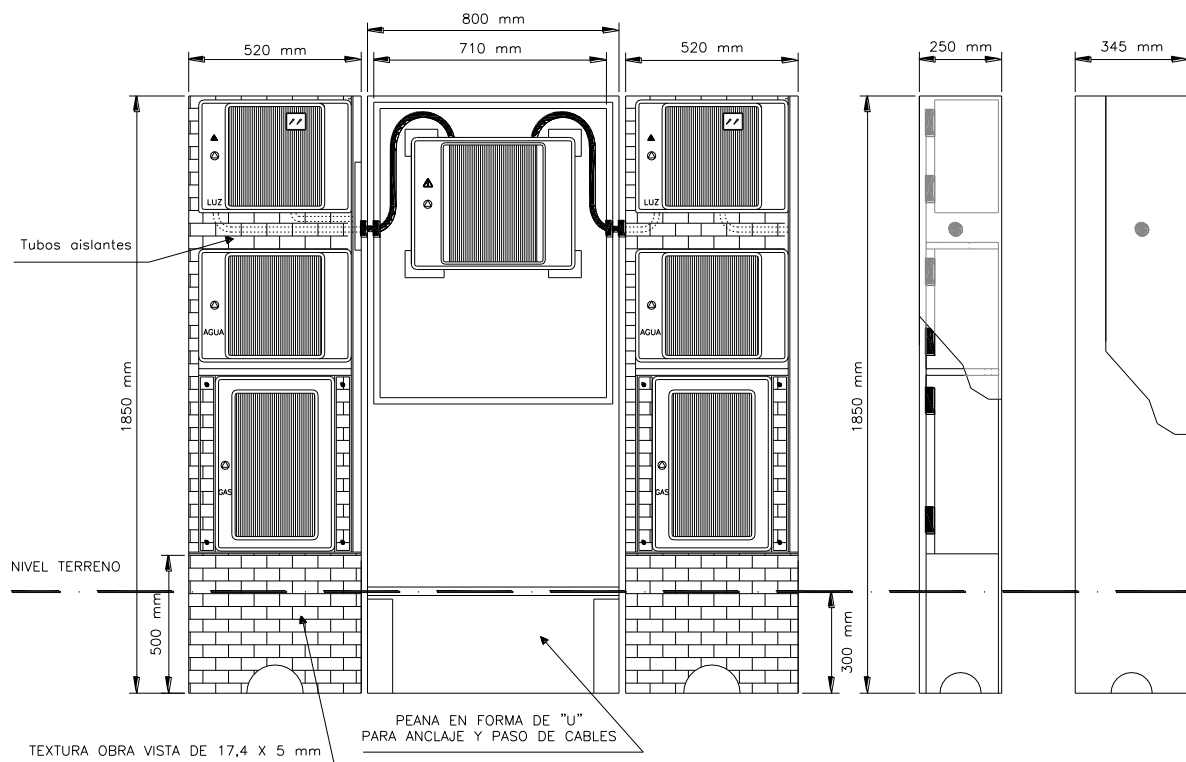 800 mm
520 mm
710 mm
520 mm
250 mm
345 mm
LUZ
LUZ
Tubos aislantes
AGUA
AGUA
1850 mm
1850 mm
GAS
GAS
NIVEL TERRENO
500 mm
300 mm
PEANA EN FORMA DE "U"
PARA ANCLAJE Y PASO DE CABLES
TEXTURA OBRA VISTA DE 17,4 X 5 mm